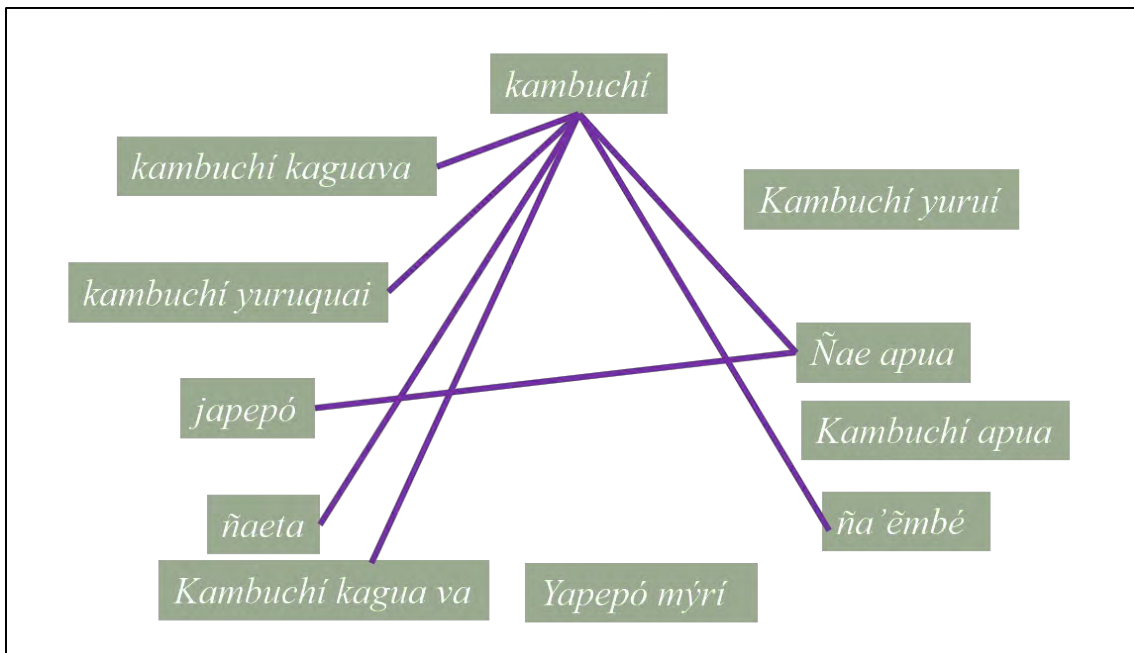 kambuchí
kambuchí kaguava
Kambuchí yuruí
kambuchí yuruquai
Ñae apua
japepó
Kambuchí apua
ñaeta
ña’ẽmbé
Kambuchí kagua va
Yapepó mýrí